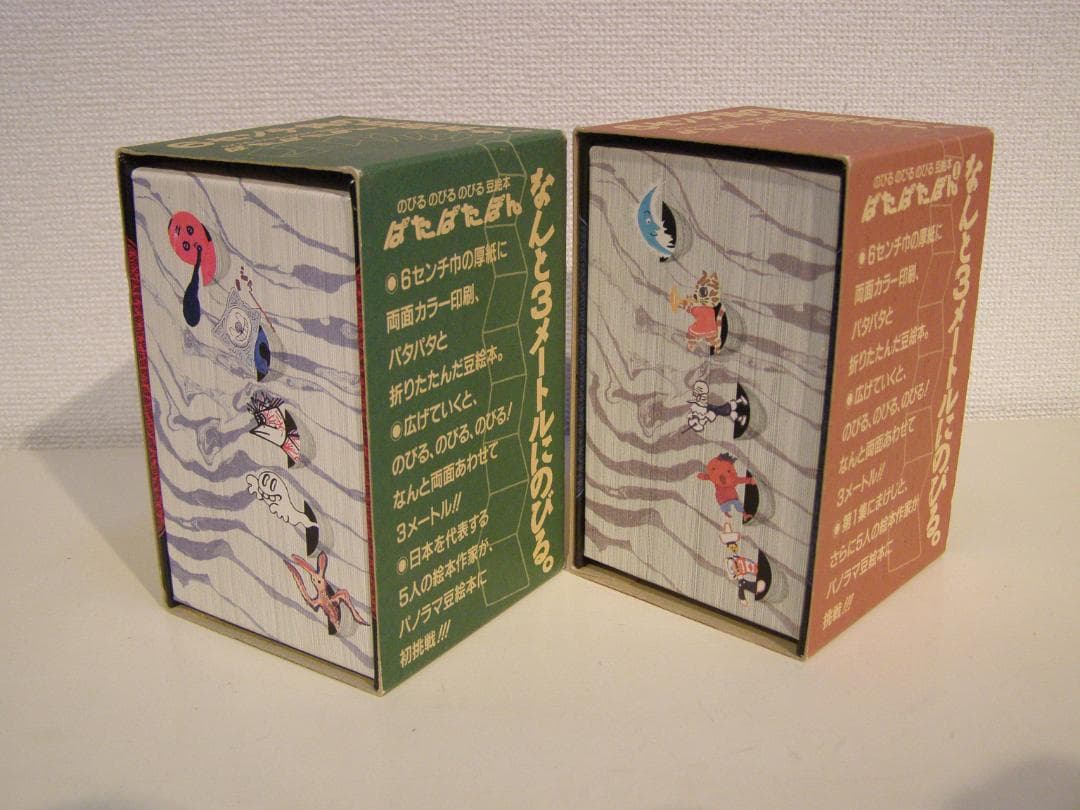 なんと3メートルにのびる。
のびる のびる のびる 豆絵本
ぱたぱたぼん
●6センチ巾の厚紙に
両面カラー印刷、
パタパタと
折りたたんだ豆絵本。
●広げていくと、
のびる、のびる、のびる!
なんと両面あわせて
3メートル!!
●日本を代表する
5人の絵本作家が、
パノラマ豆絵本に
初挑戦!!!
なんと3メートルにのびる。
のびる のびる のびる 豆絵本
ぱたぱたぼん
●6センチ巾の厚紙に
両面カラー印刷、
パタパタと
折りたたんだ豆絵本。
●広げていくと、
のびる、のびる、のびる!
なんと両面あわせて
3メートル!!
●第1集にまけじと、
さらに5人の絵本作家が
パノラマ豆絵本に
挑戦!!!